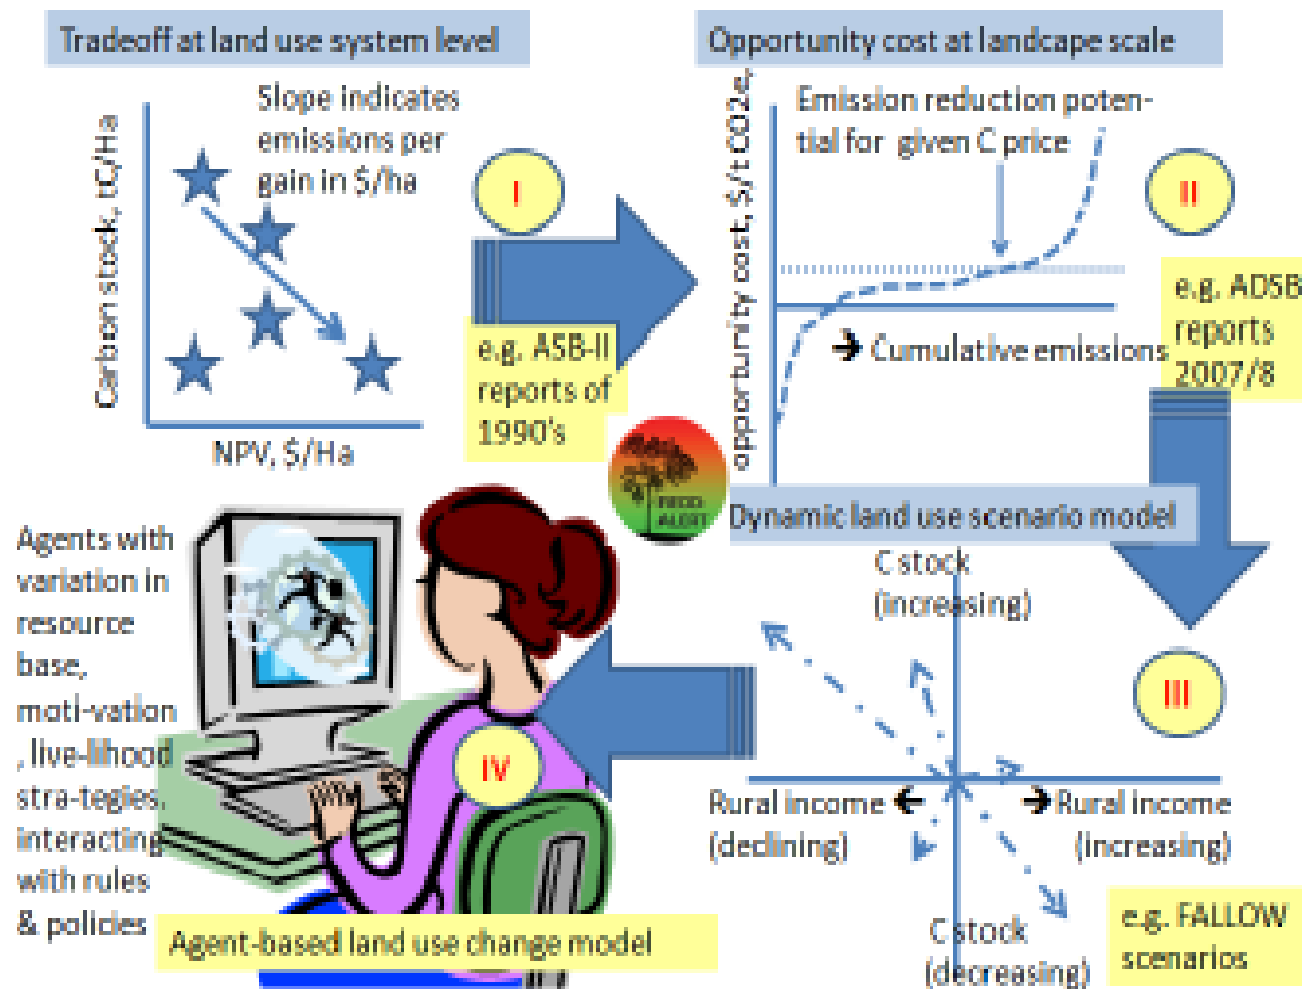 Tradeoff at land use system level
Slope indicates
emissions per
gain in $/ha
Carbon stock, tC/Ha
NPV, $/Ha
I
e.g. ASB-II
reports of
1990's
Opportunity cost at landcape scale
opportunity cost, $/t CO2e,
Emission reduction poten-
tial for given C price
➔ Cumulative emissions
II
e.g. ADSB
reports
2007/8
REDD
ALERT
Dynamic land use scenario model
C stock
(increasing)
III
Rural income ←
(declining)
➔ Rural income
(increasing)
C stock
(decreasing)
e.g. FALLOW
scenarios
Agents with
variation in
resource
base,
moti-vation
, live-lihood
stra-tegies,
interacting
with rules
& policies
IV
Agent-based land use change model